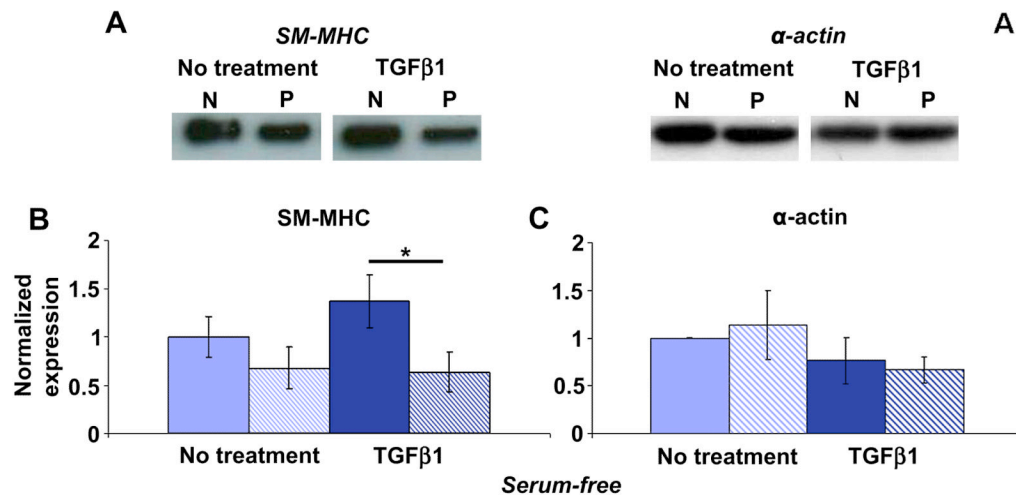 A
SM-MHC
No treatment TGFβ1
N P N P
α-actin A
No treatment TGFβ1
N P N P
B SM-MHC
Normalized
expression
2
1.5
1
0.5
0
*
No treatment TGFβ1
C α-actin
2
1.5
1
0.5
0
No treatment TGFβ1
Serum-free